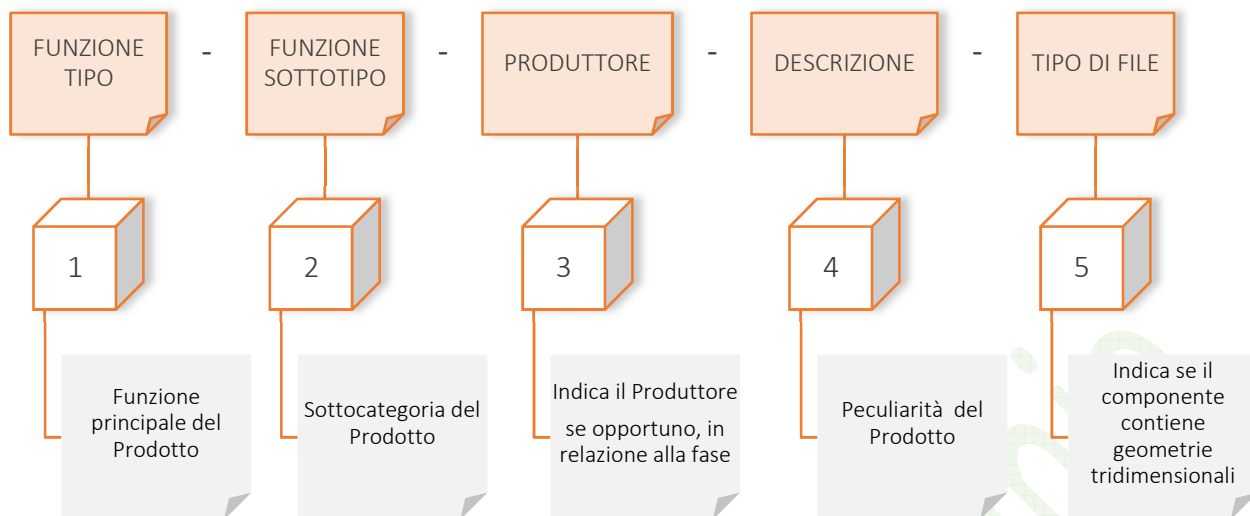 FUNZIONE
TIPO
-
FUNZIONE
SOTTOTIPO
-
PRODUTTORE
-
DESCRIZIONE
-
TIPO DI FILE
1
2
3
4
5
Funzione
principale del
Prodotto
Sottocategoria del
Prodotto
Indica il Produttore
se opportuno, in
relazione alla fase
Peculiarità del
Prodotto
Indica se il
componente
contiene
geometrie
tridimensionali